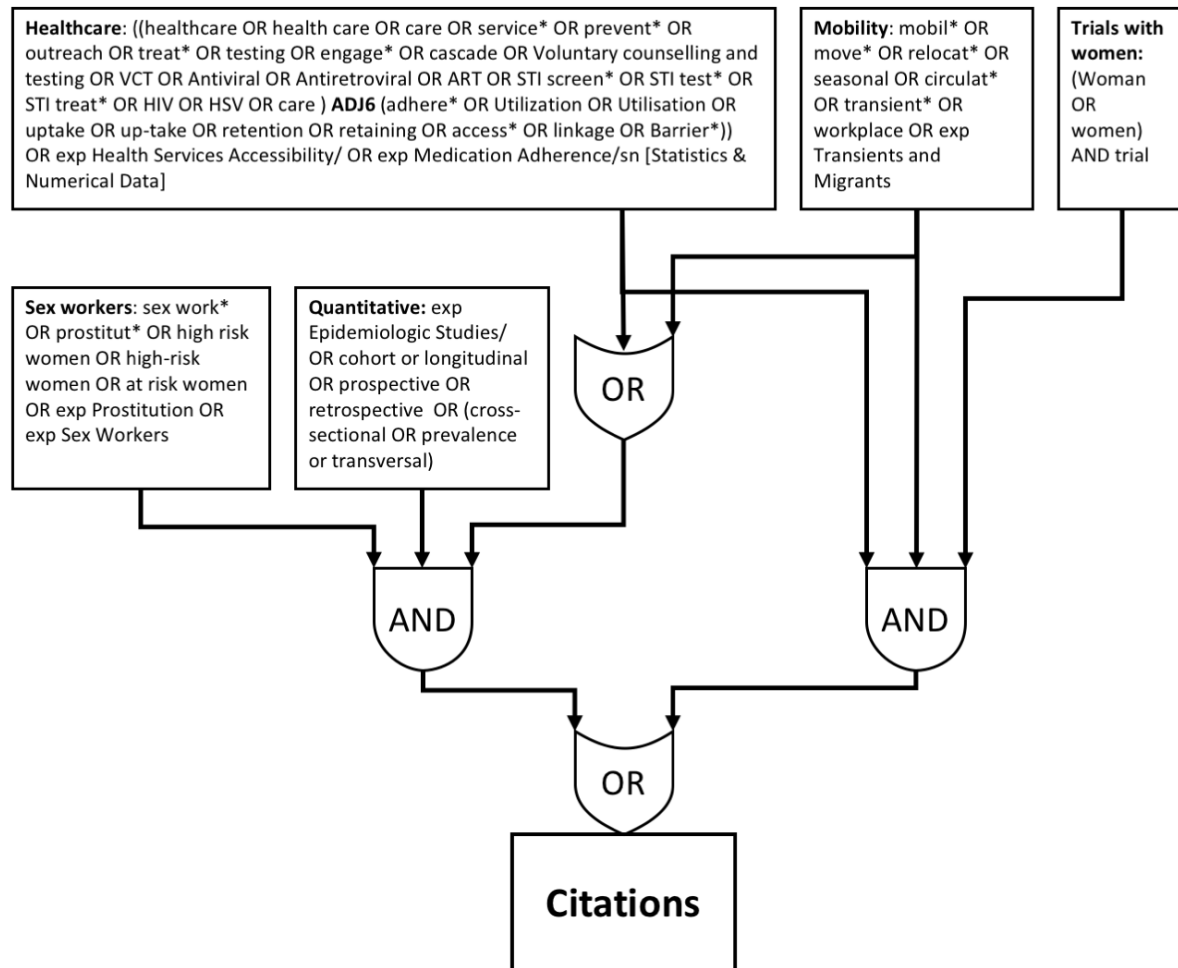 Healthcare: ((healthcare OR health care OR care OR service* OR prevent* OR
outreach OR treat* OR testing OR engage* OR cascade OR Voluntary counselling and
testing OR VCT OR Antiviral OR Antiretroviral OR ART OR STI screen* OR STI test* OR
STI treat* OR HIV OR HSV OR care ) ADJ6 (adhere* OR Utilization OR Utilisation OR
uptake OR up-take OR retention OR retaining OR access* OR linkage OR Barrier*))
OR exp Health Services Accessibility/ OR exp Medication Adherence/sn [Statistics &
Numerical Data]
Mobility: mobil* OR
move* OR relocat* OR
seasonal OR circulat*
OR transient* OR
workplace OR exp
Transients and
Migrants
Trials with
women:
(Woman
OR
women)
AND trial
Sex workers: sex work*
OR prostitut* OR high risk
women OR high-risk
women OR at risk women
OR exp Prostitution OR
exp Sex Workers
Quantitative: exp
Epidemiologic Studies/
OR cohort or longitudinal
OR prospective OR
retrospective OR (cross-
sectional OR prevalence
or transversal)
OR
AND
AND
OR
Citations